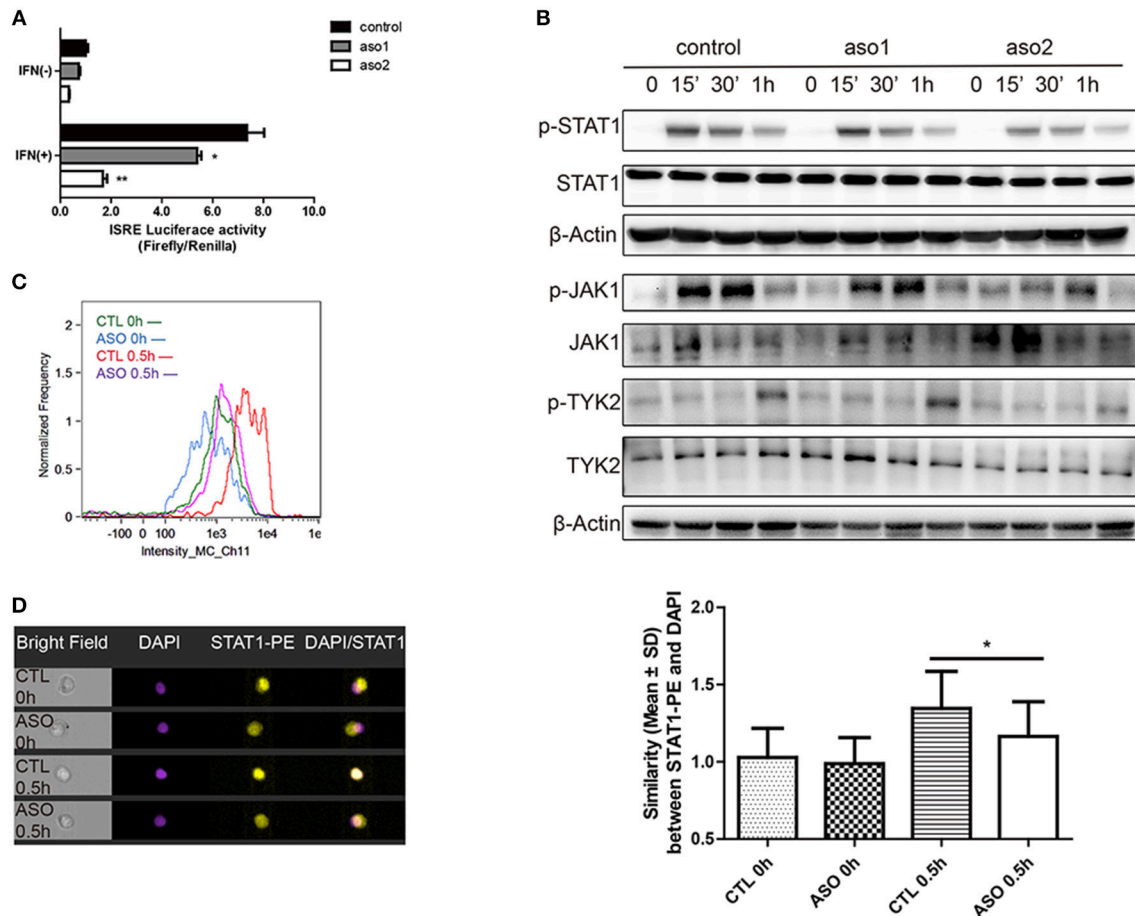 A
control
aso1
aso2
IFN(-)
IFN(+)
*
**
0.0 2.0 4.0 6.0 8.0 10.0
ISRE Luciferace activity
(Firefly/Renilla)
B
control aso1 aso2
0 15' 30' 1h 0 15' 30' 1h 0 15' 30' 1h
p-STAT1
STAT1
β-Actin
p-JAK1
JAK1
p-TYK2
TYK2
β-Actin
C
CTL 0h
ASO 0h
CTL 0.5h
ASO 0.5h
Normalized Frequency
2
1.5
1
0.5
0
-100 0 100 1e3 1e4 1e
Intensity_MC_Ch11
D
Bright Field DAPI STAT1-PE DAPI/STAT1
CTL
0h
ASO
0h
CTL
0.5h
ASO
0.5h
Similarity (Mean ± SD)
between STAT1-PE and DAPI
2.0
1.5
1.0
0.5
*
CTL 0h
ASO 0h
CTL 0.5h
ASO 0.5h